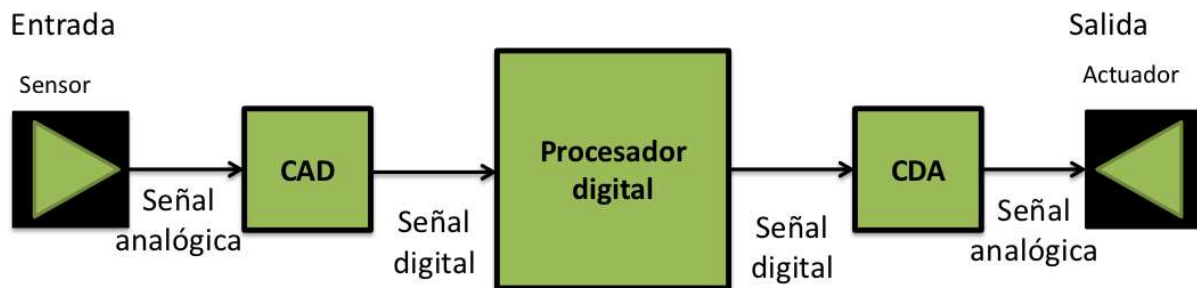 Entrada
Salida
Sensor
Actuador
CAD
Procesador
digital
CDA
Señal
analógica
Señal
digital
Señal
digital
Señal
analógica